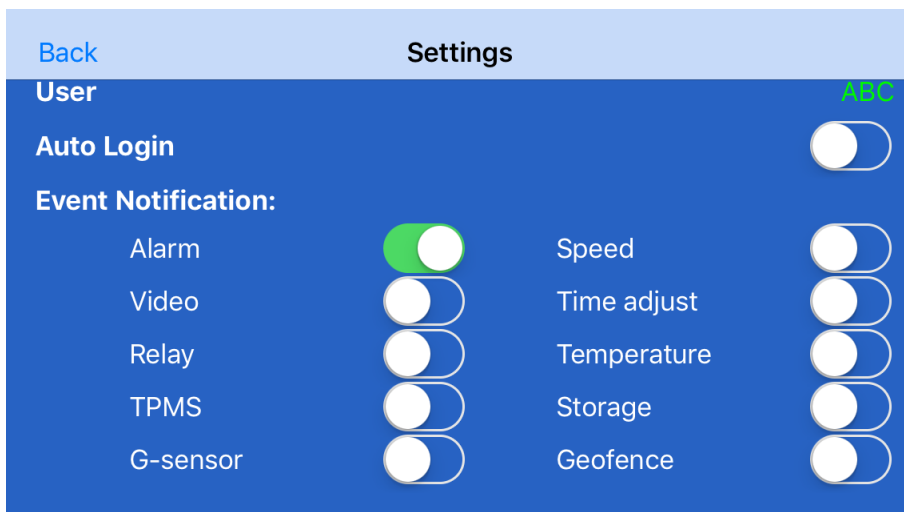 Back Settings
User ABC
Auto Login
Event Notification:
Alarm Speed
Video Time adjust
Relay Temperature
TPMS Storage
G-sensor Geofence